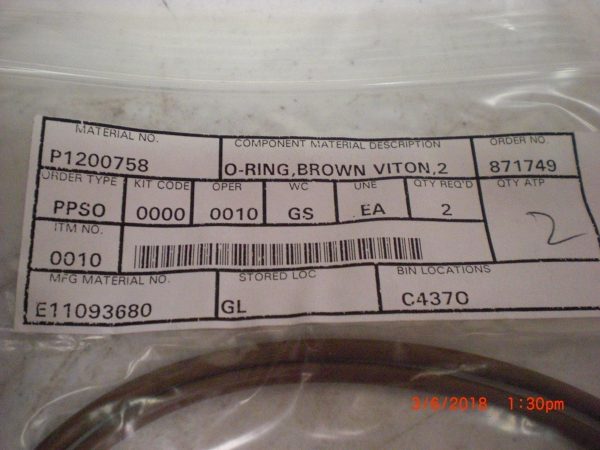 MATERIAL NO. COMPONENT MATERIAL DESCRIPTION ORDER NO.
P1200758 O-RING,BROWN VITON,2 871749
ORDER TYPE KIT CODE OPER WC UNE QTY REQ'D QTY ATP
PPSO 0000 0010 GS EA 2 2
ITM NO.
0010
MFG MATERIAL NO. STORED LOC BIN LOCATIONS
E11093680 GL C4370
3/6/2018 1:30pm